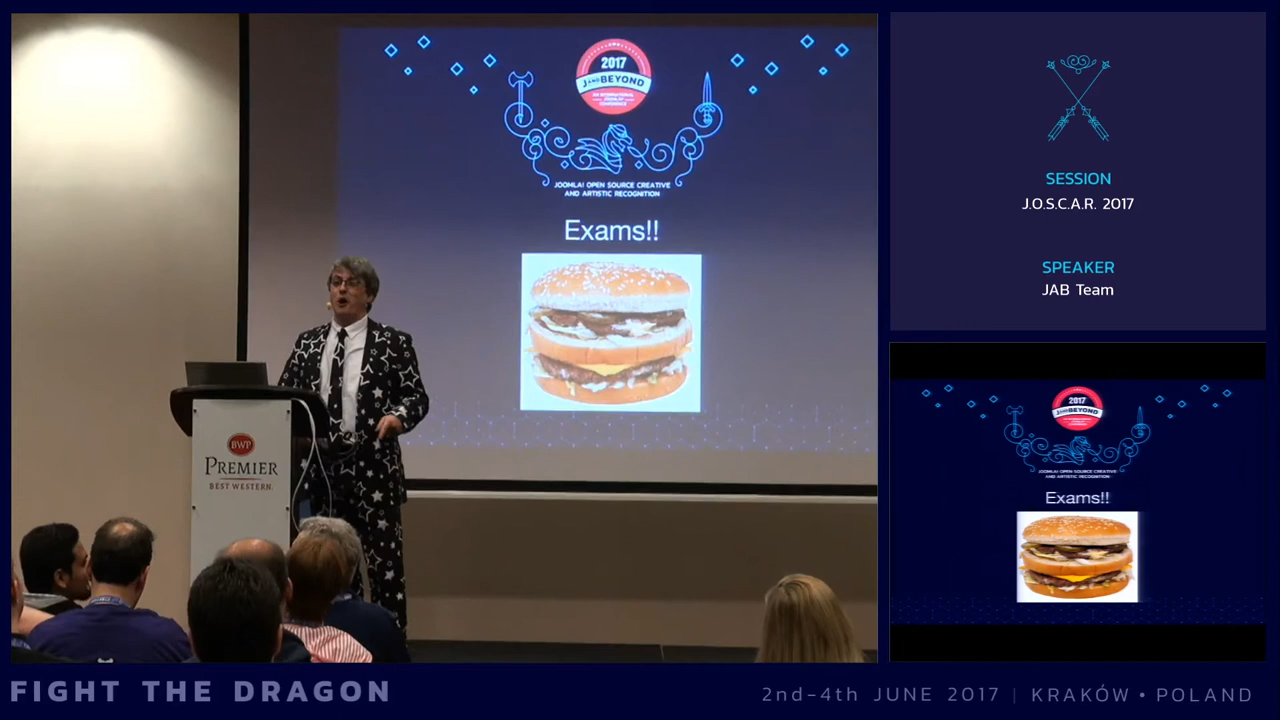 2017
J AND BEYOND
JOOMLA! OPEN SOURCE CREATIVE
AND ARTISTIC RECOGNITION
Exams!!
BWP
PREMIER
BEST WESTERN.
SESSION
J.O.S.C.A.R. 2017
SPEAKER
JAB Team
2017
J AND BEYOND
JOOMLA! OPEN SOURCE CREATIVE
AND ARTISTIC RECOGNITION
Exams!!
FIGHT THE DRAGON
2nd-4th JUNE 2017 | KRAKÓW • POLAND